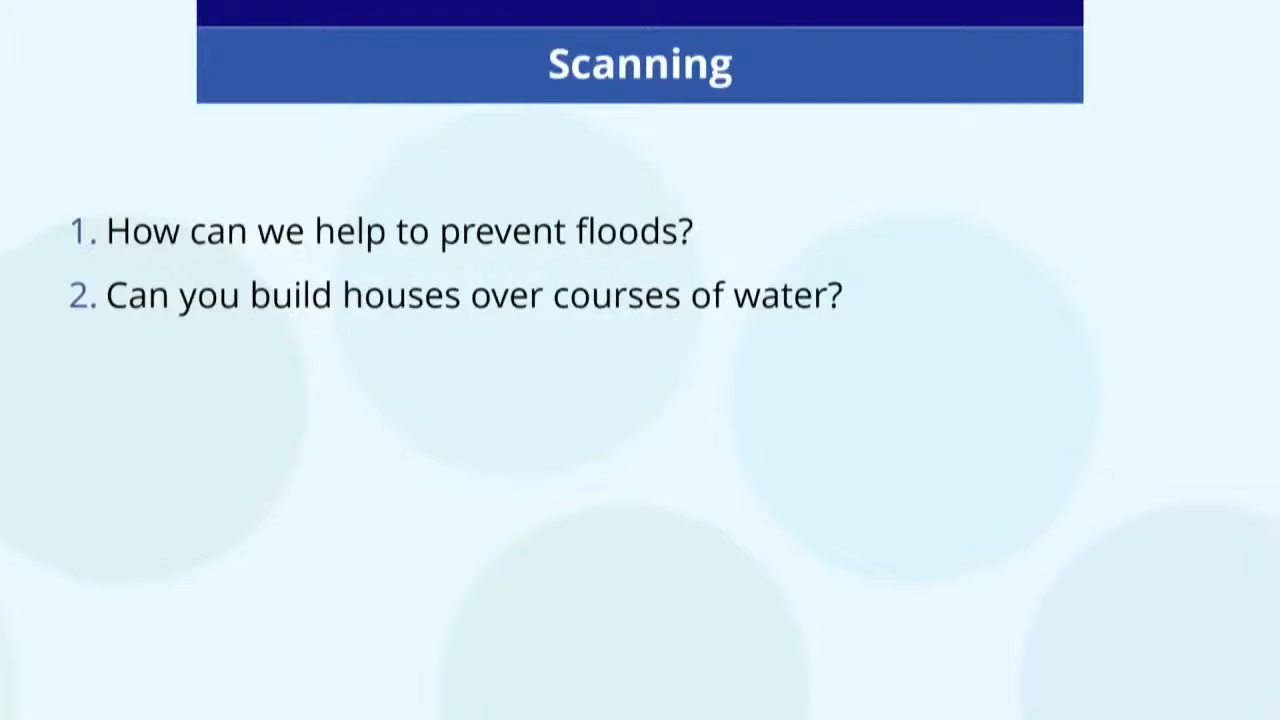 Scanning
1. How can we help to prevent floods?
2. Can you build houses over courses of water?